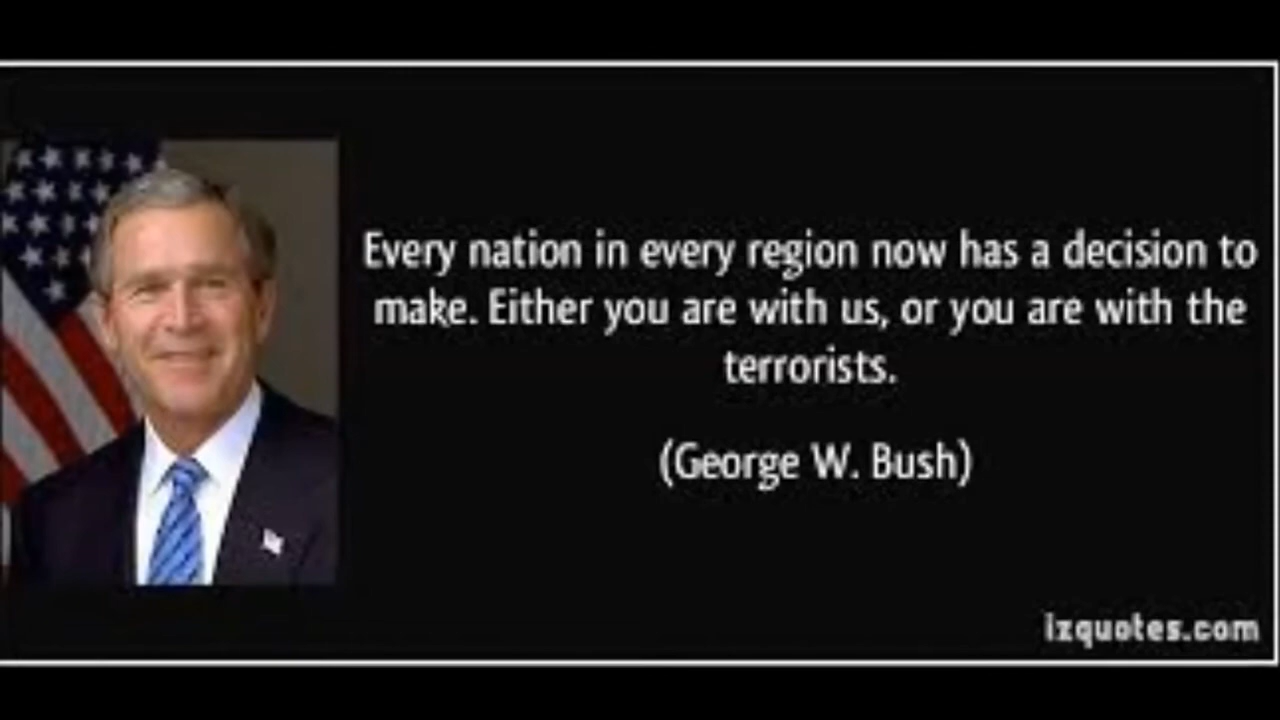 Every nation in every region now has a decision to
make. Either you are with us, or you are with the
terrorists.
(George W. Bush)
izquotes.com